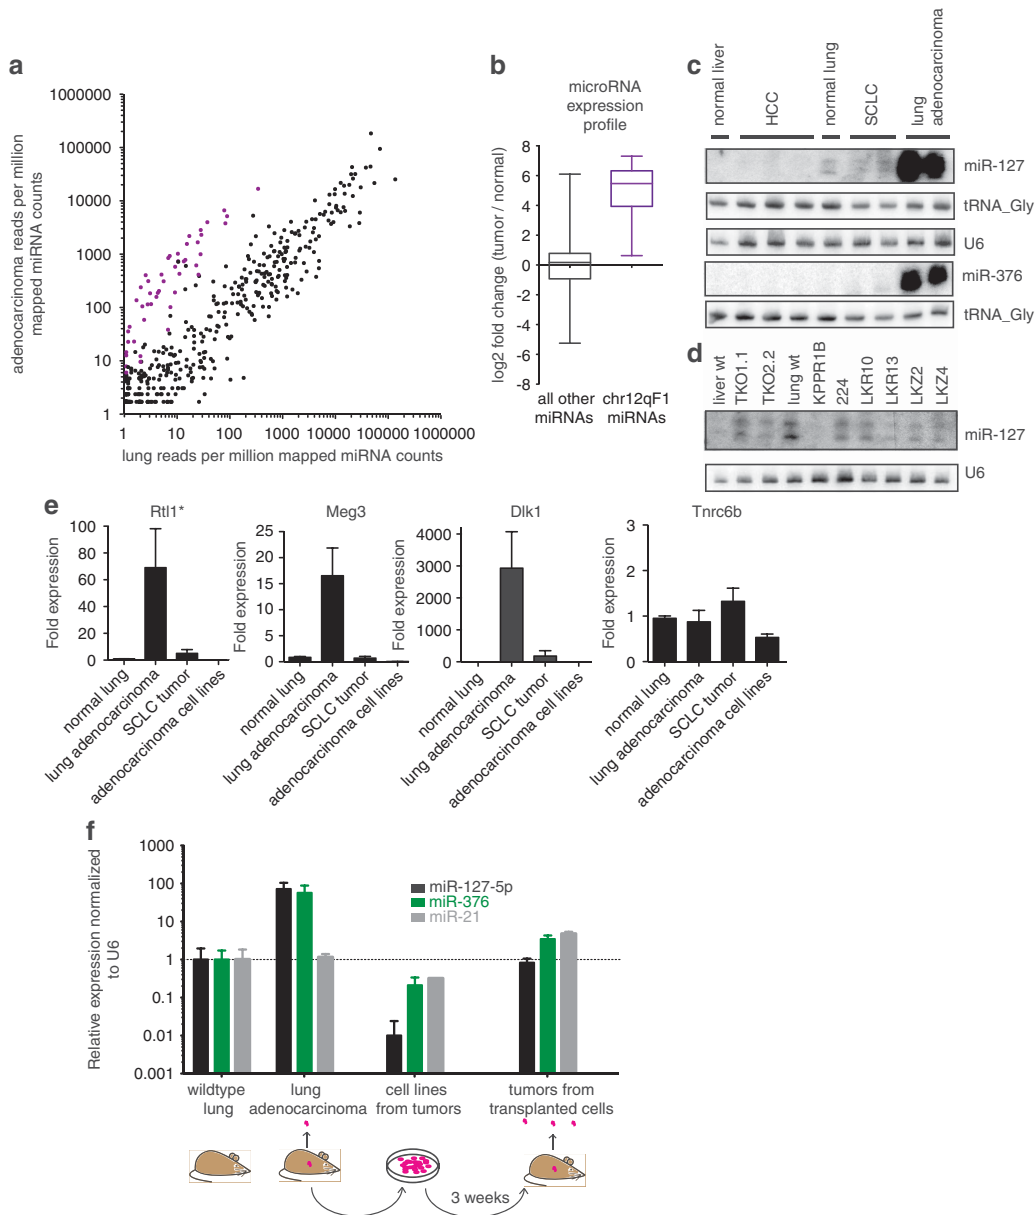 a
adenocarcinoma reads per million
mapped miRNA counts
1000000
100000
10000
1000
100
10
1
1 10 100 1000 10000 100000 1000000
lung reads per million mapped miRNA counts
b
microRNA
expression
profile
log2 fold change (tumor / normal)
8
6
4
2
0
-2
-4
-6
-8
all other
miRNAs
chr12qF1
miRNAs
c
normal liver
HCC
normal lung
SCLC
lung
adenocarcinoma
miR-127
tRNA_Gly
U6
miR-376
tRNA_Gly
d
liver wt
TKO1.1
TKO2.2
lung wt
KPPR1B
224
LKR10
LKR13
LKZ2
LKZ4
miR-127
U6
e
Rtl1*
Fold expression
100
80
60
40
20
0
normal lung
lung adenocarcinoma
SCLC tumor
adenocarcinoma cell lines
Meg3
Fold expression
25
20
15
10
5
0
normal lung
lung adenocarcinoma
SCLC tumor
adenocarcinoma cell lines
Dlk1
Fold expression
4000
3000
2000
1000
0
normal lung
lung adenocarcinoma
SCLC tumor
adenocarcinoma cell lines
Tnrc6b
Fold expression
3
2
1
0
normal lung
lung adenocarcinoma
SCLC tumor
adenocarcinoma cell lines
f
Relative expression normalized
to U6
1000
100
10
1
0.1
0.01
0.001
miR-127-5p
miR-376
miR-21
wildtype
lung
lung
adenocarcinoma
cell lines
from tumors
tumors from
transplanted cells
3 weeks